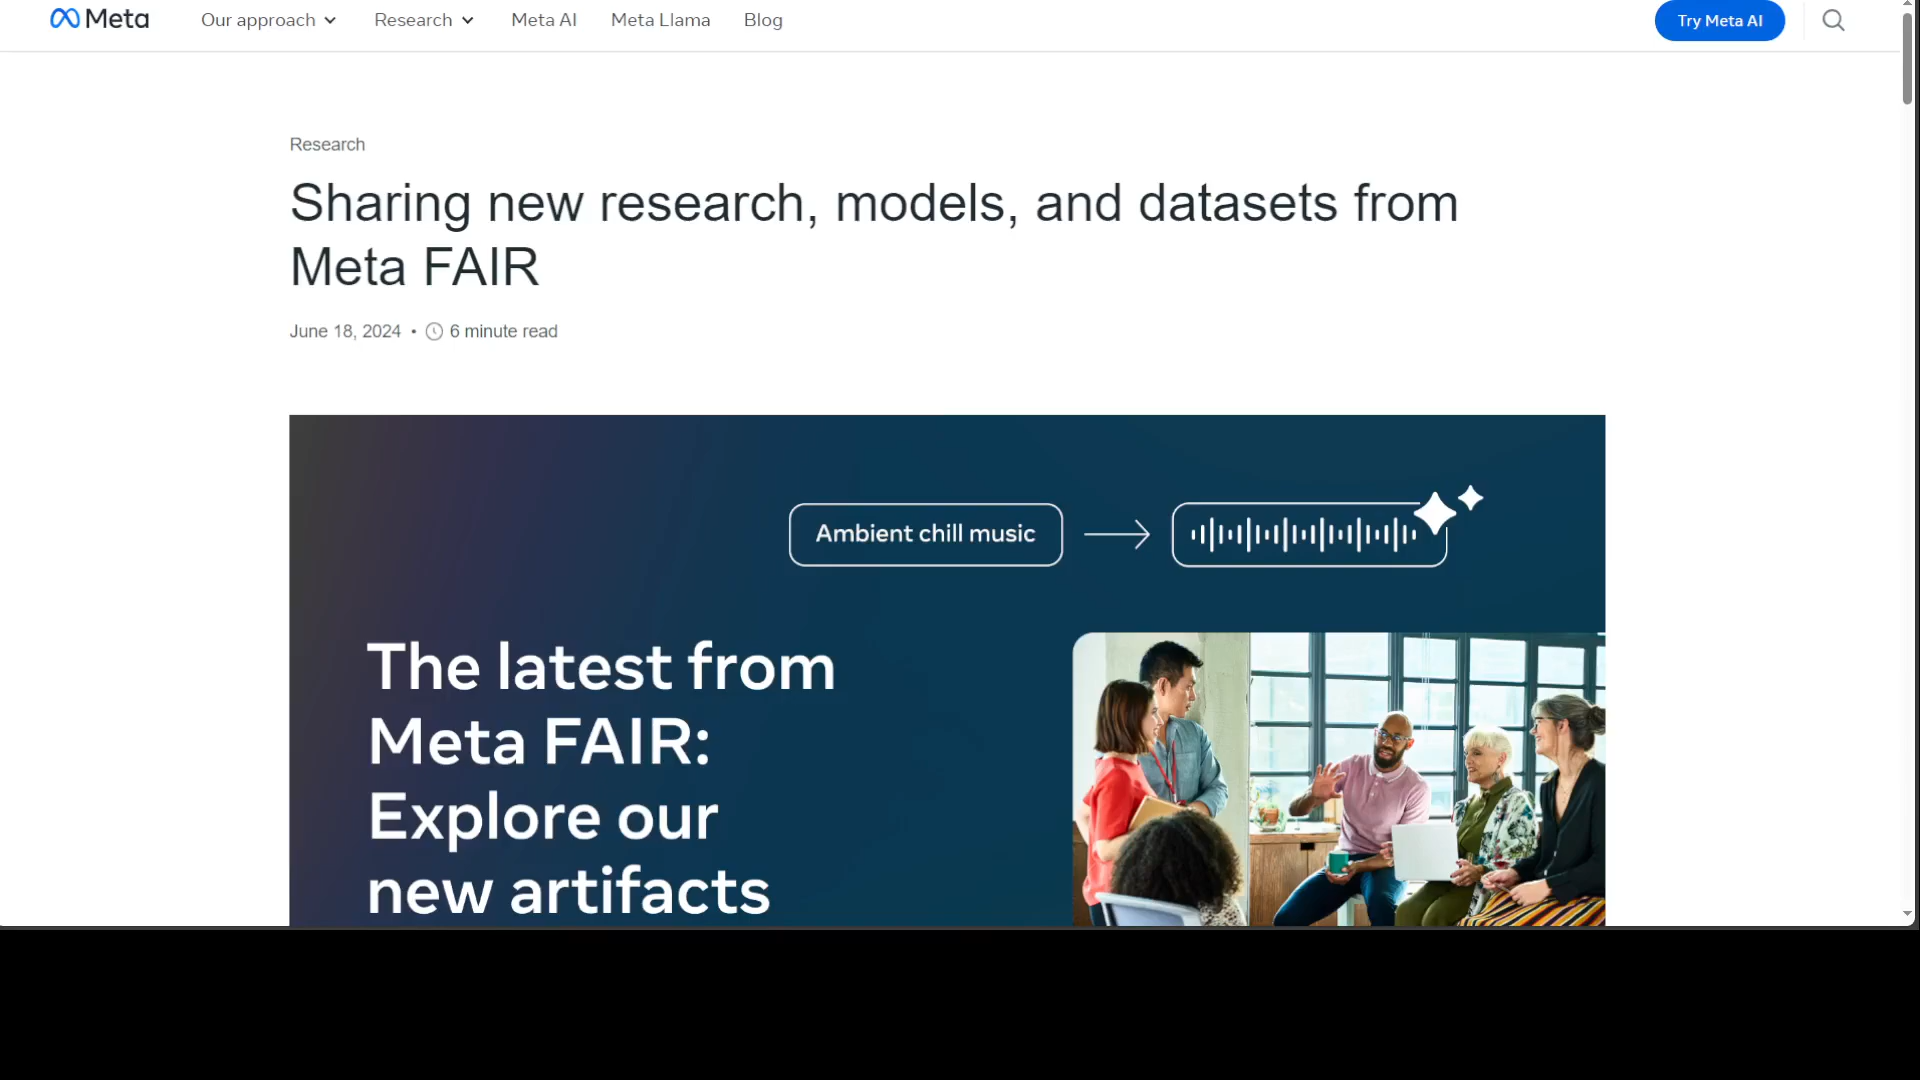 Meta
Our approach
Research
Meta AI
Meta Llama
Blog
Try Meta AI
Research
Sharing new research, models, and datasets from
Meta FAIR
June 18, 2024 • 6 minute read
Ambient chill music
The latest from
Meta FAIR:
Explore our
new artifacts